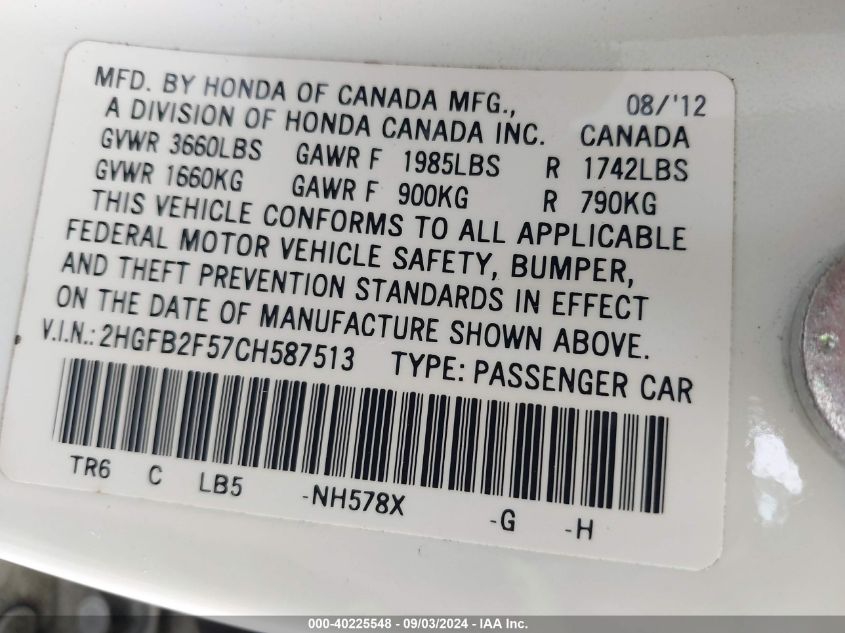 MFD. BY HONDA OF CANADA MFG., 08/'12
A DIVISION OF HONDA CANADA INC. CANADA
GVWR 3660LBS GAWR F 1985LBS R 1742LBS
GVWR 1660KG GAWR F 900KG R 790KG
THIS VEHICLE CONFORMS TO ALL APPLICABLE
FEDERAL MOTOR VEHICLE SAFETY, BUMPER,
AND THEFT PREVENTION STANDARDS IN EFFECT
ON THE DATE OF MANUFACTURE SHOWN ABOVE.
V.I.N.: 2HGFB2F57CH587513 TYPE: PASSENGER CAR
TR6 C LB5 -NH578X -G -H
000-40225548 - 09/03/2024 - IAA Inc.